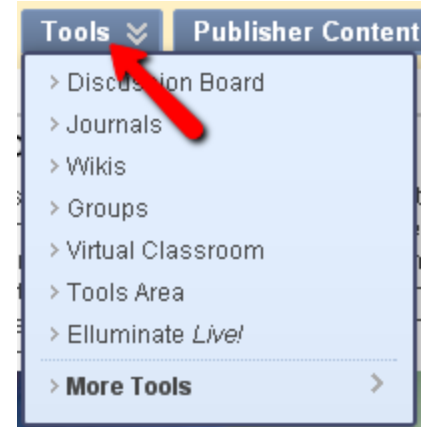 Tools Publisher Content
> Discussion Board
> Journals
> Wikis
> Groups
> Virtual Classroom
> Tools Area
> Elluminate Live!
> More Tools >